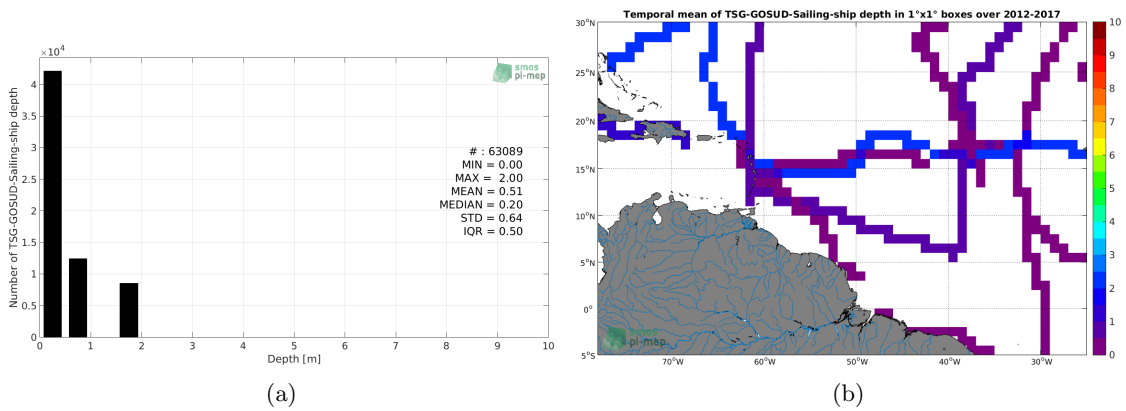 ×10⁴
4
3.5
3
2.5
2
1.5
1
0.5
0
Number of TSG-GOSUD-Sailing-ship depth
smos
pi-mep
# : 63089
MIN = 0.00
MAX = 2.00
MEAN = 0.51
MEDIAN = 0.20
STD = 0.64
IQR = 0.50
0 1 2 3 4 5 6 7 8 9 10
Depth [m]
(a)
Temporal mean of TSG-GOSUD-Sailing-ship depth in 1°x1° boxes over 2012-2017
30°N
25°N
20°N
15°N
10°N
5°N
0°
5°S
70°W 60°W 50°W 40°W 30°W
smos
pi-mep
10
9
8
7
6
5
4
3
2
1
0
(b)